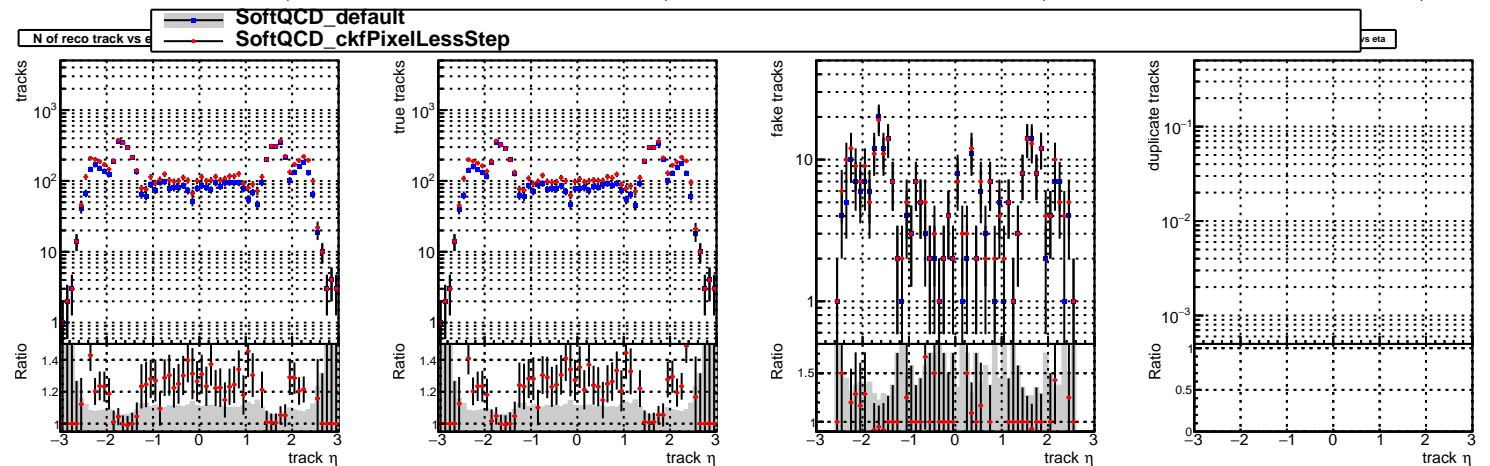 SoftQCD_default
SoftQCD_ckfPixelLessStep
N of reco track vs e
vs eta
tracks
10³
10²
10
1
Ratio
1.4
1.2
1
−3 −2 −1 0 1 2 3
track η
true tracks
10³
10²
10
1
Ratio
1.4
1.2
1
−3 −2 −1 0 1 2 3
track η
fake tracks
10
1
Ratio
1.5
1
−3 −2 −1 0 1 2 3
track η
duplicate tracks
10⁻¹
10⁻²
10⁻³
Ratio
1
0.5
0
−3 −2 −1 0 1 2 3
track η